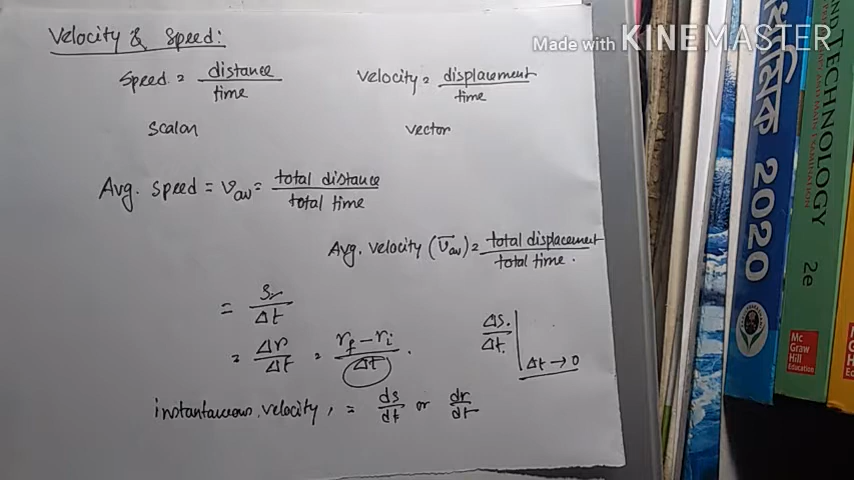 Made with KINEMASTER
Velocity & Speed:
Speed = distance / time
Velocity = displacement / time
Scalar
vector
Avg. Speed = vav = total distance / total time
Avg. velocity (v̄av) = total displacement / total time.
= Sr / Δt
= Δr / Δt = rf - ri / Δt .
Δs. / Δt. | Δt → 0
instantaneous velocity, = ds/dt or dr/dt
2020
TECHNOLOGY
2e
Mc
Graw
Hill
Education